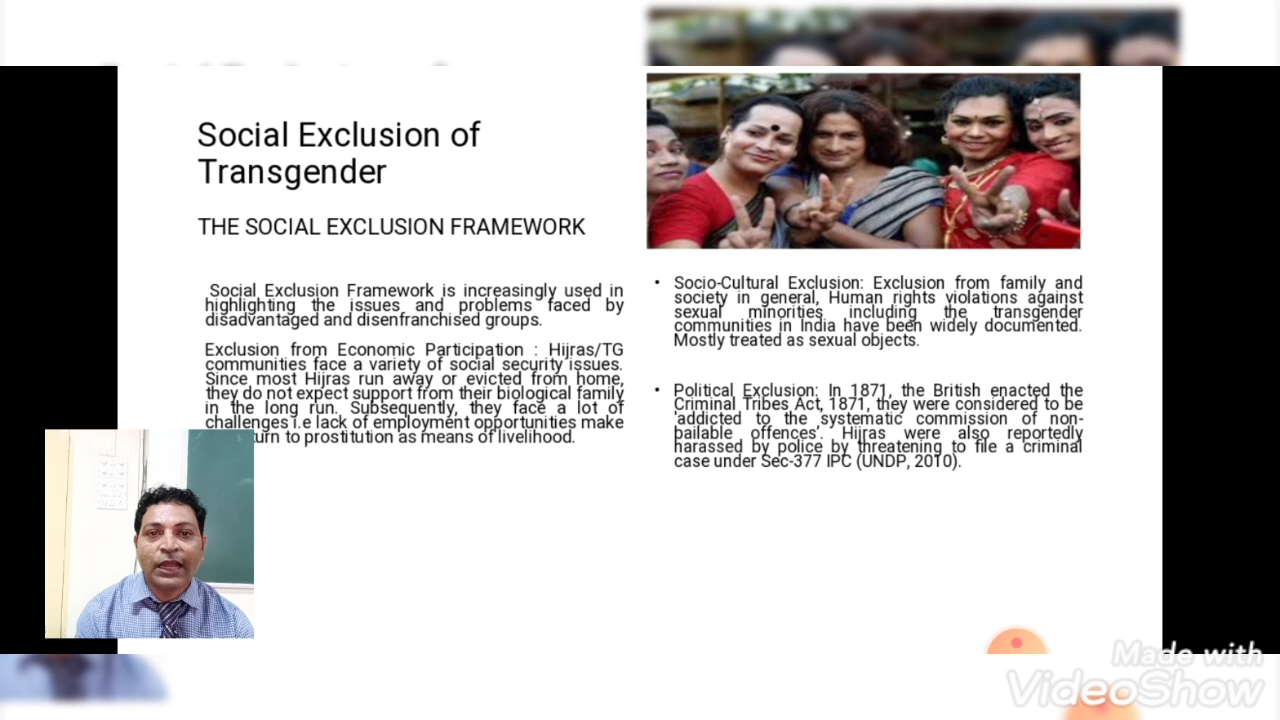 Social Exclusion of
Transgender
THE SOCIAL EXCLUSION FRAMEWORK
Social Exclusion Framework is increasingly used in
highlighting the issues and problems faced by
disadvantaged and disenfranchised groups.
Exclusion from Economic Participation : Hijras/TG
communities face a variety of social security issues.
Since most Hijras run away or evicted from home,
they do not expect support from their biological family
in the long run. Subsequently, they face a lot of
challenges i.e lack of employment opportunities make
to prostitution as means of livelihood.
• Socio-Cultural Exclusion: Exclusion from family and
society in general, Human rights violations against
sexual minorities including the transgender
communities in India have been widely documented.
Mostly treated as sexual objects.
• Political Exclusion: In 1871, the British enacted the
Criminal Tribes Act, 1871, they were considered to be
'addicted to the systematic commission of non-
bailable offences'. Hijras were also reportedly
harassed by police by threatening to file a criminal
case under Sec-377 IPC (UNDP, 2010).
Made with
VideoShow